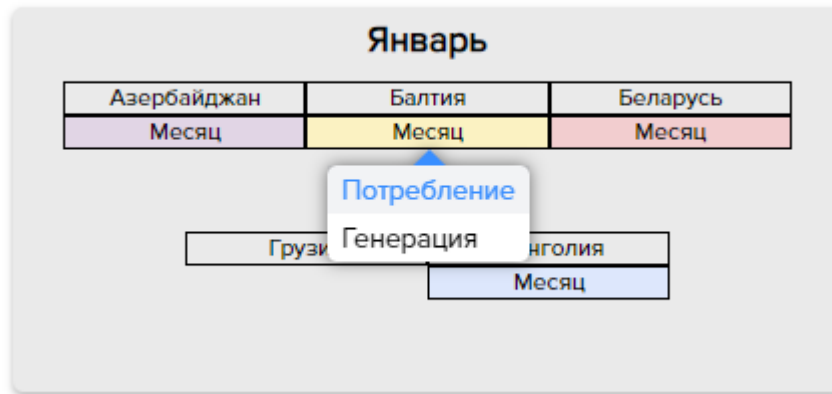 Январь
Азербайджан Балтия Беларусь
Месяц Месяц Месяц
Потребление
Генерация
Месяц